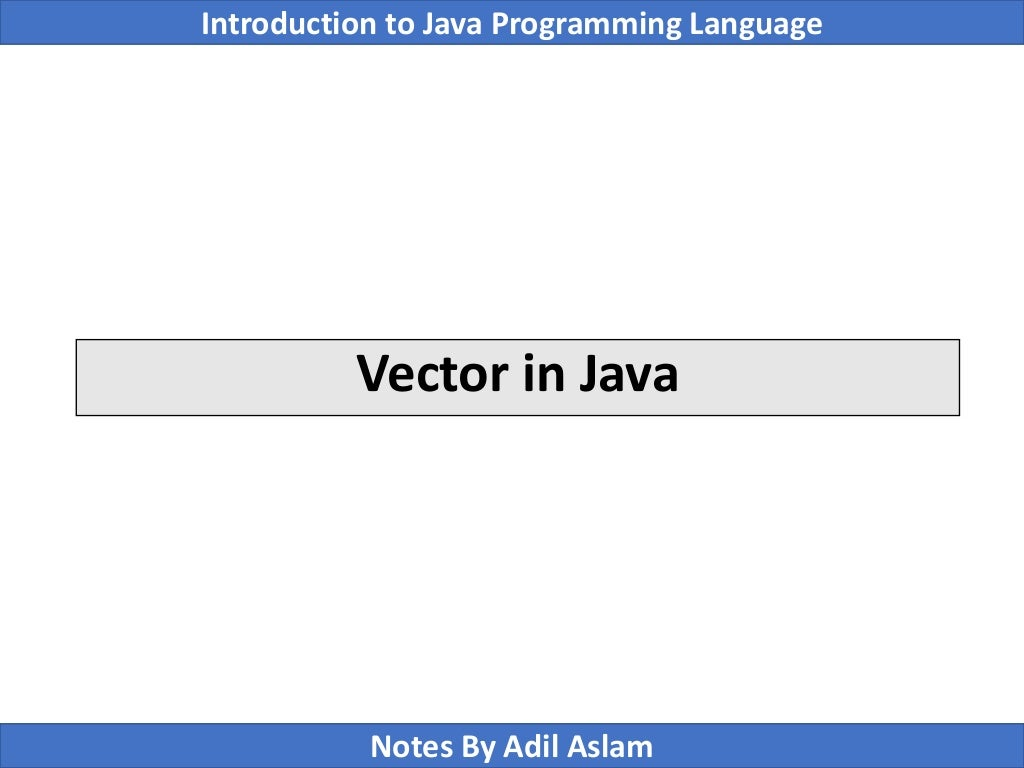 Introduction to Java Programming Language
Vector in Java
Notes By Adil Aslam